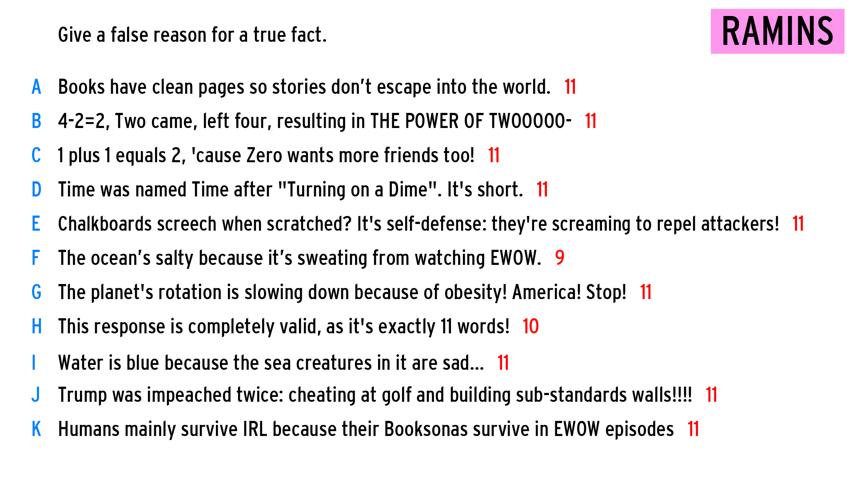 Give a false reason for a true fact.
RAMINS
A Books have clean pages so stories don’t escape into the world. 11
B 4-2=2, Two came, left four, resulting in THE POWER OF TWOOOOO- 11
C 1 plus 1 equals 2, 'cause Zero wants more friends too! 11
D Time was named Time after "Turning on a Dime". It's short. 11
E Chalkboards screech when scratched? It's self-defense: they're screaming to repel attackers! 11
F The ocean’s salty because it’s sweating from watching EWOW. 9
G The planet's rotation is slowing down because of obesity! America! Stop! 11
H This response is completely valid, as it's exactly 11 words! 10
I Water is blue because the sea creatures in it are sad... 11
J Trump was impeached twice: cheating at golf and building sub-standards walls!!!! 11
K Humans mainly survive IRL because their Booksonas survive in EWOW episodes 11